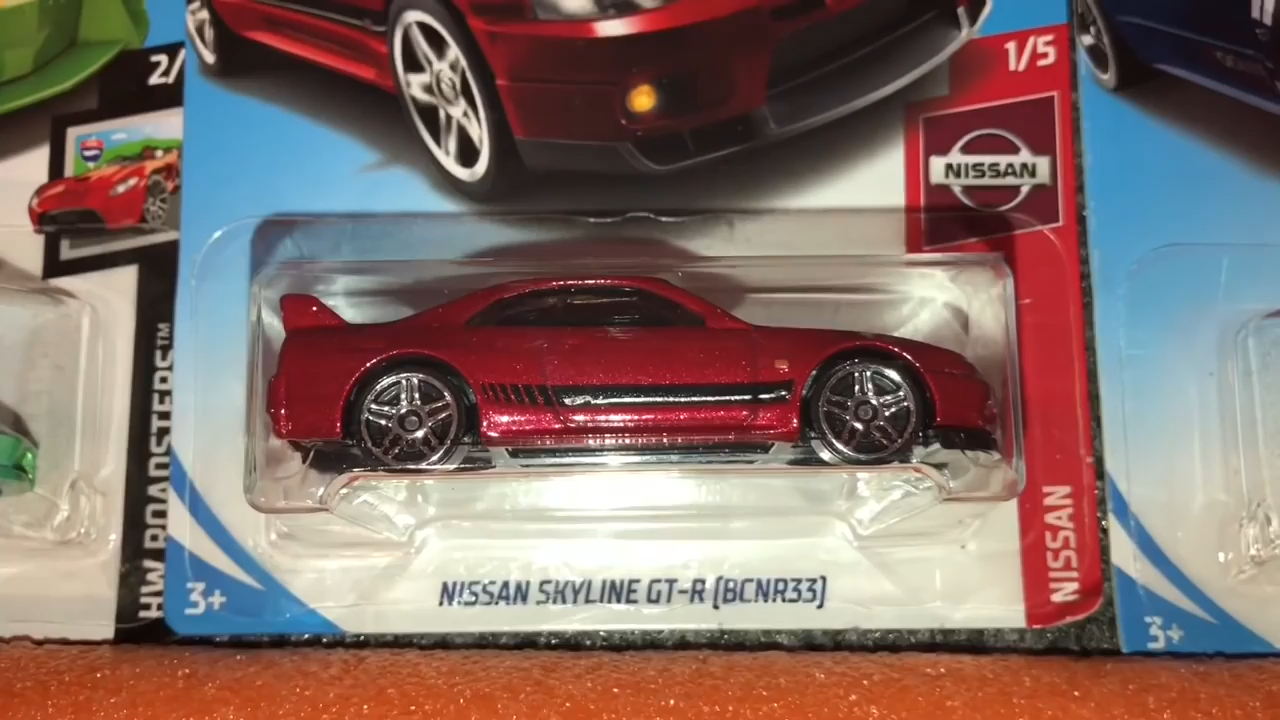 2/
1/5
NISSAN
HW ROADSTERS™
NISSAN
3+
NISSAN SKYLINE GT-R (BCNR33)
3+